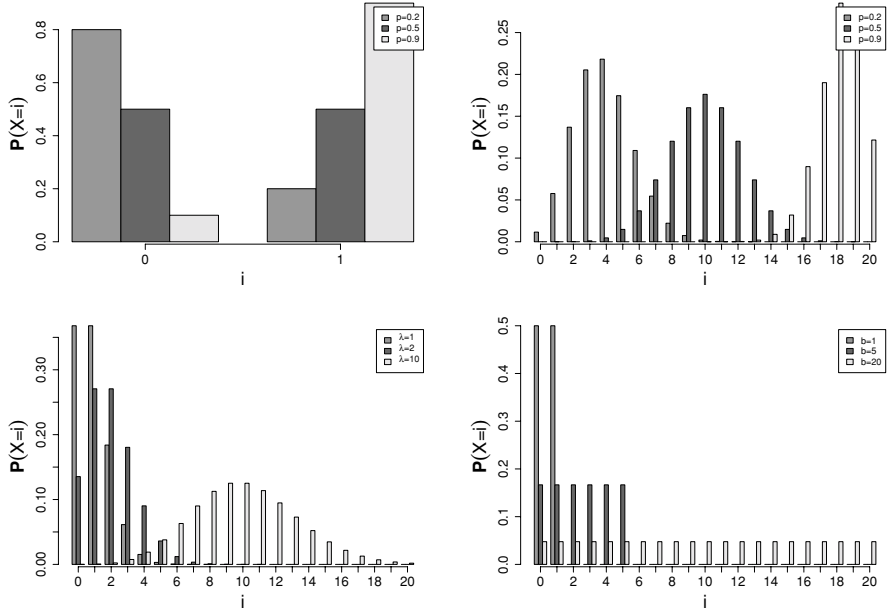 P(X=i)
0.0 0.2 0.4 0.6 0.8
p=0.2
p=0.5
p=0.9
0 1
i
P(X=i)
0.00 0.05 0.10 0.15 0.20 0.25
p=0.2
p=0.5
p=0.9
0 2 4 6 8 10 12 14 16 18 20
i
P(X=i)
0.00 0.10 0.20 0.30
λ=1
λ=2
λ=10
0 2 4 6 8 10 14 16 18 20
i
P(X=i)
0.0 0.1 0.2 0.3 0.4 0.5
b=1
b=5
b=20
0 2 4 6 8 10 12 14 16 18 20
i